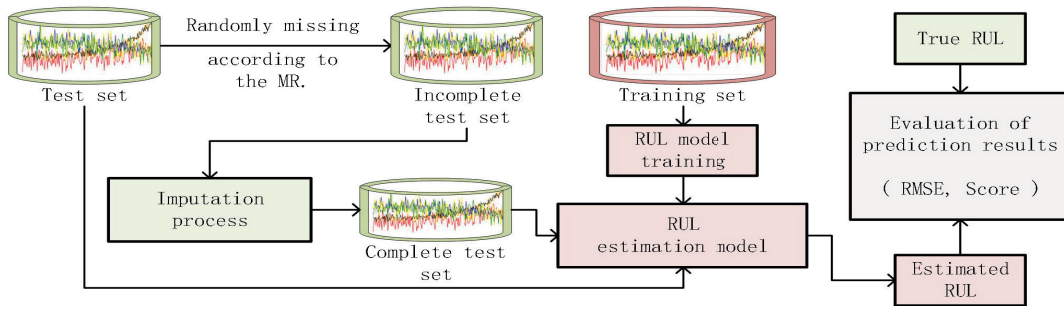 Randomly missing
according to
the MR.
Test set
Incomplete
test set
Training set
True RUL
RUL model
training
Evaluation of
prediction results
( RMSE, Score )
Imputation
process
Complete test
set
RUL
estimation model
Estimated
RUL